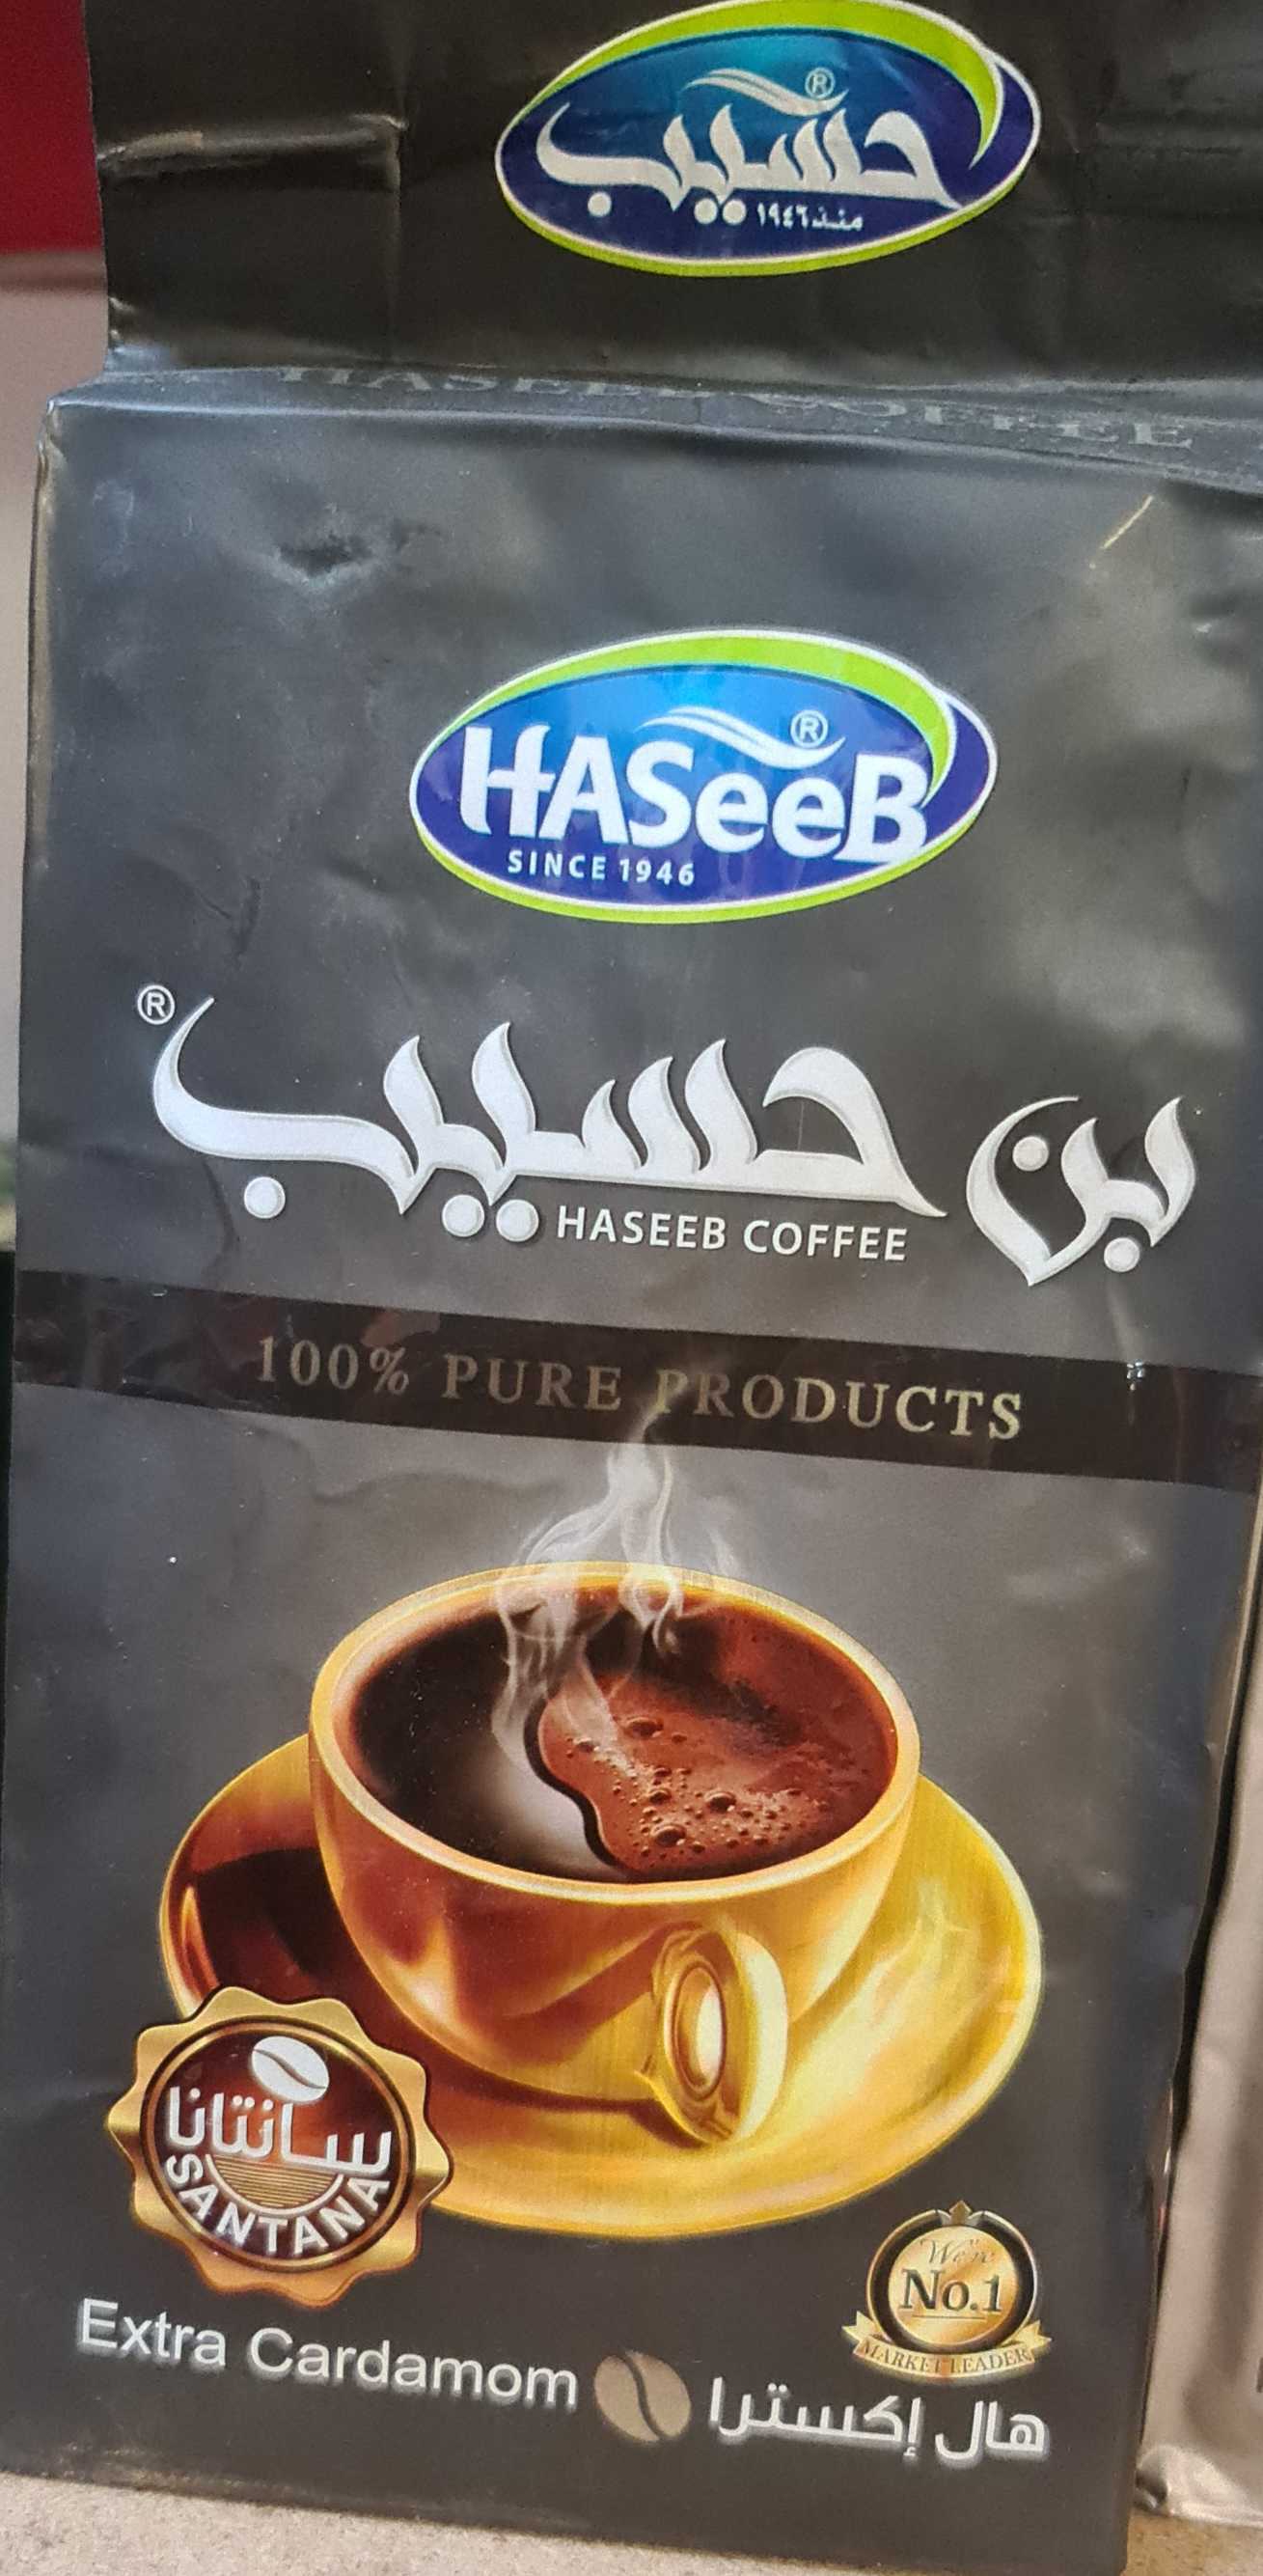 حسيب ®
منذ ١٩٤٦
HASEEB COFFEE
HASeeB ®
SINCE 1946
بن حسيب ®
HASEEB COFFEE
100% PURE PRODUCTS
سانتانا
SANTANA
We're
No.1
MARKET LEADER
Extra Cardamom هال إكسترا